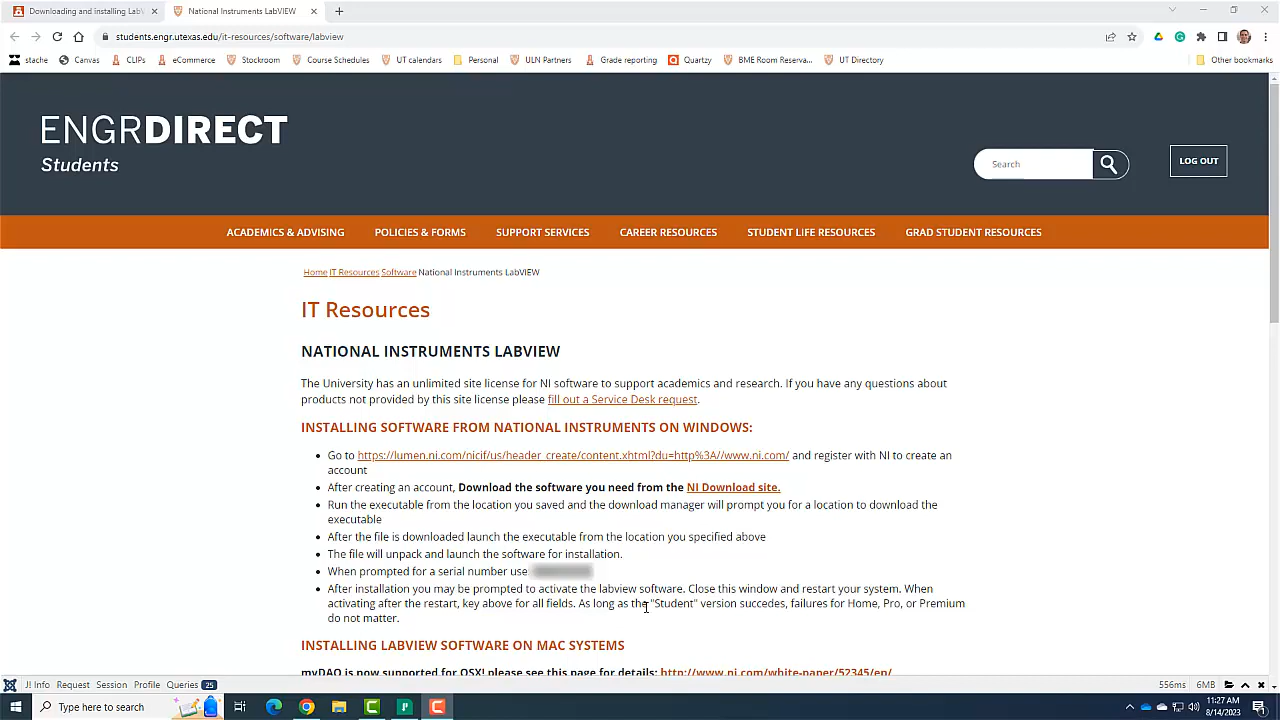 Downloading and installing LabV
National Instruments LabVIEW
students.engr.utexas.edu/it-resources/software/labview
stache
Canvas
CLIPs
eCommerce
Stockroom
Course Schedules
UT calendars
Personal
ULN Partners
Grade reporting
Quartzy
BME Room Reserva...
UT Directory
Other bookmarks
ENGRDIRECT
Students
Search
LOG OUT
ACADEMICS & ADVISING
POLICIES & FORMS
SUPPORT SERVICES
CAREER RESOURCES
STUDENT LIFE RESOURCES
GRAD STUDENT RESOURCES
Home IT Resources Software National Instruments LabVIEW
IT Resources
NATIONAL INSTRUMENTS LABVIEW
The University has an unlimited site license for NI software to support academics and research. If you have any questions about
products not provided by this site license please fill out a Service Desk request.
INSTALLING SOFTWARE FROM NATIONAL INSTRUMENTS ON WINDOWS:
Go to https://lumen.ni.com/nicif/us/header_create/content.xhtml?du=http%3A//www.ni.com/ and register with NI to create an
account
After creating an account, Download the software you need from the NI Download site.
Run the executable from the location you saved and the download manager will prompt you for a location to download the
executable
After the file is downloaded launch the executable from the location you specified above
The file will unpack and launch the software for installation.
When prompted for a serial number use
After installation you may be prompted to activate the labview software. Close this window and restart your system. When
activating after the restart, key above for all fields. As long as the "Student" version succedes, failures for Home, Pro, or Premium
do not matter.
INSTALLING LABVIEW SOFTWARE ON MAC SYSTEMS
myDAQ is now supported for OSX! please see this page for details: http://www.ni.com/white-paper/52345/en/
J! Info
Request
Session
Profile
Queries 25
556ms
6MB
Type here to search
11:27 AM
8/14/2023